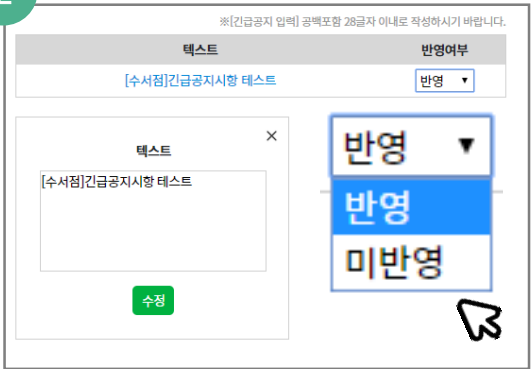 ※[긴급공지 입력] 공백포함 28글자 이내로 작성하시기 바랍니다.
텍스트 반영여부
[수서점]긴급공지시항 테스트 반영 ▼
×
텍스트
[수서점]긴급공지시항 테스트
수정
반영 ▼
반영
미반영